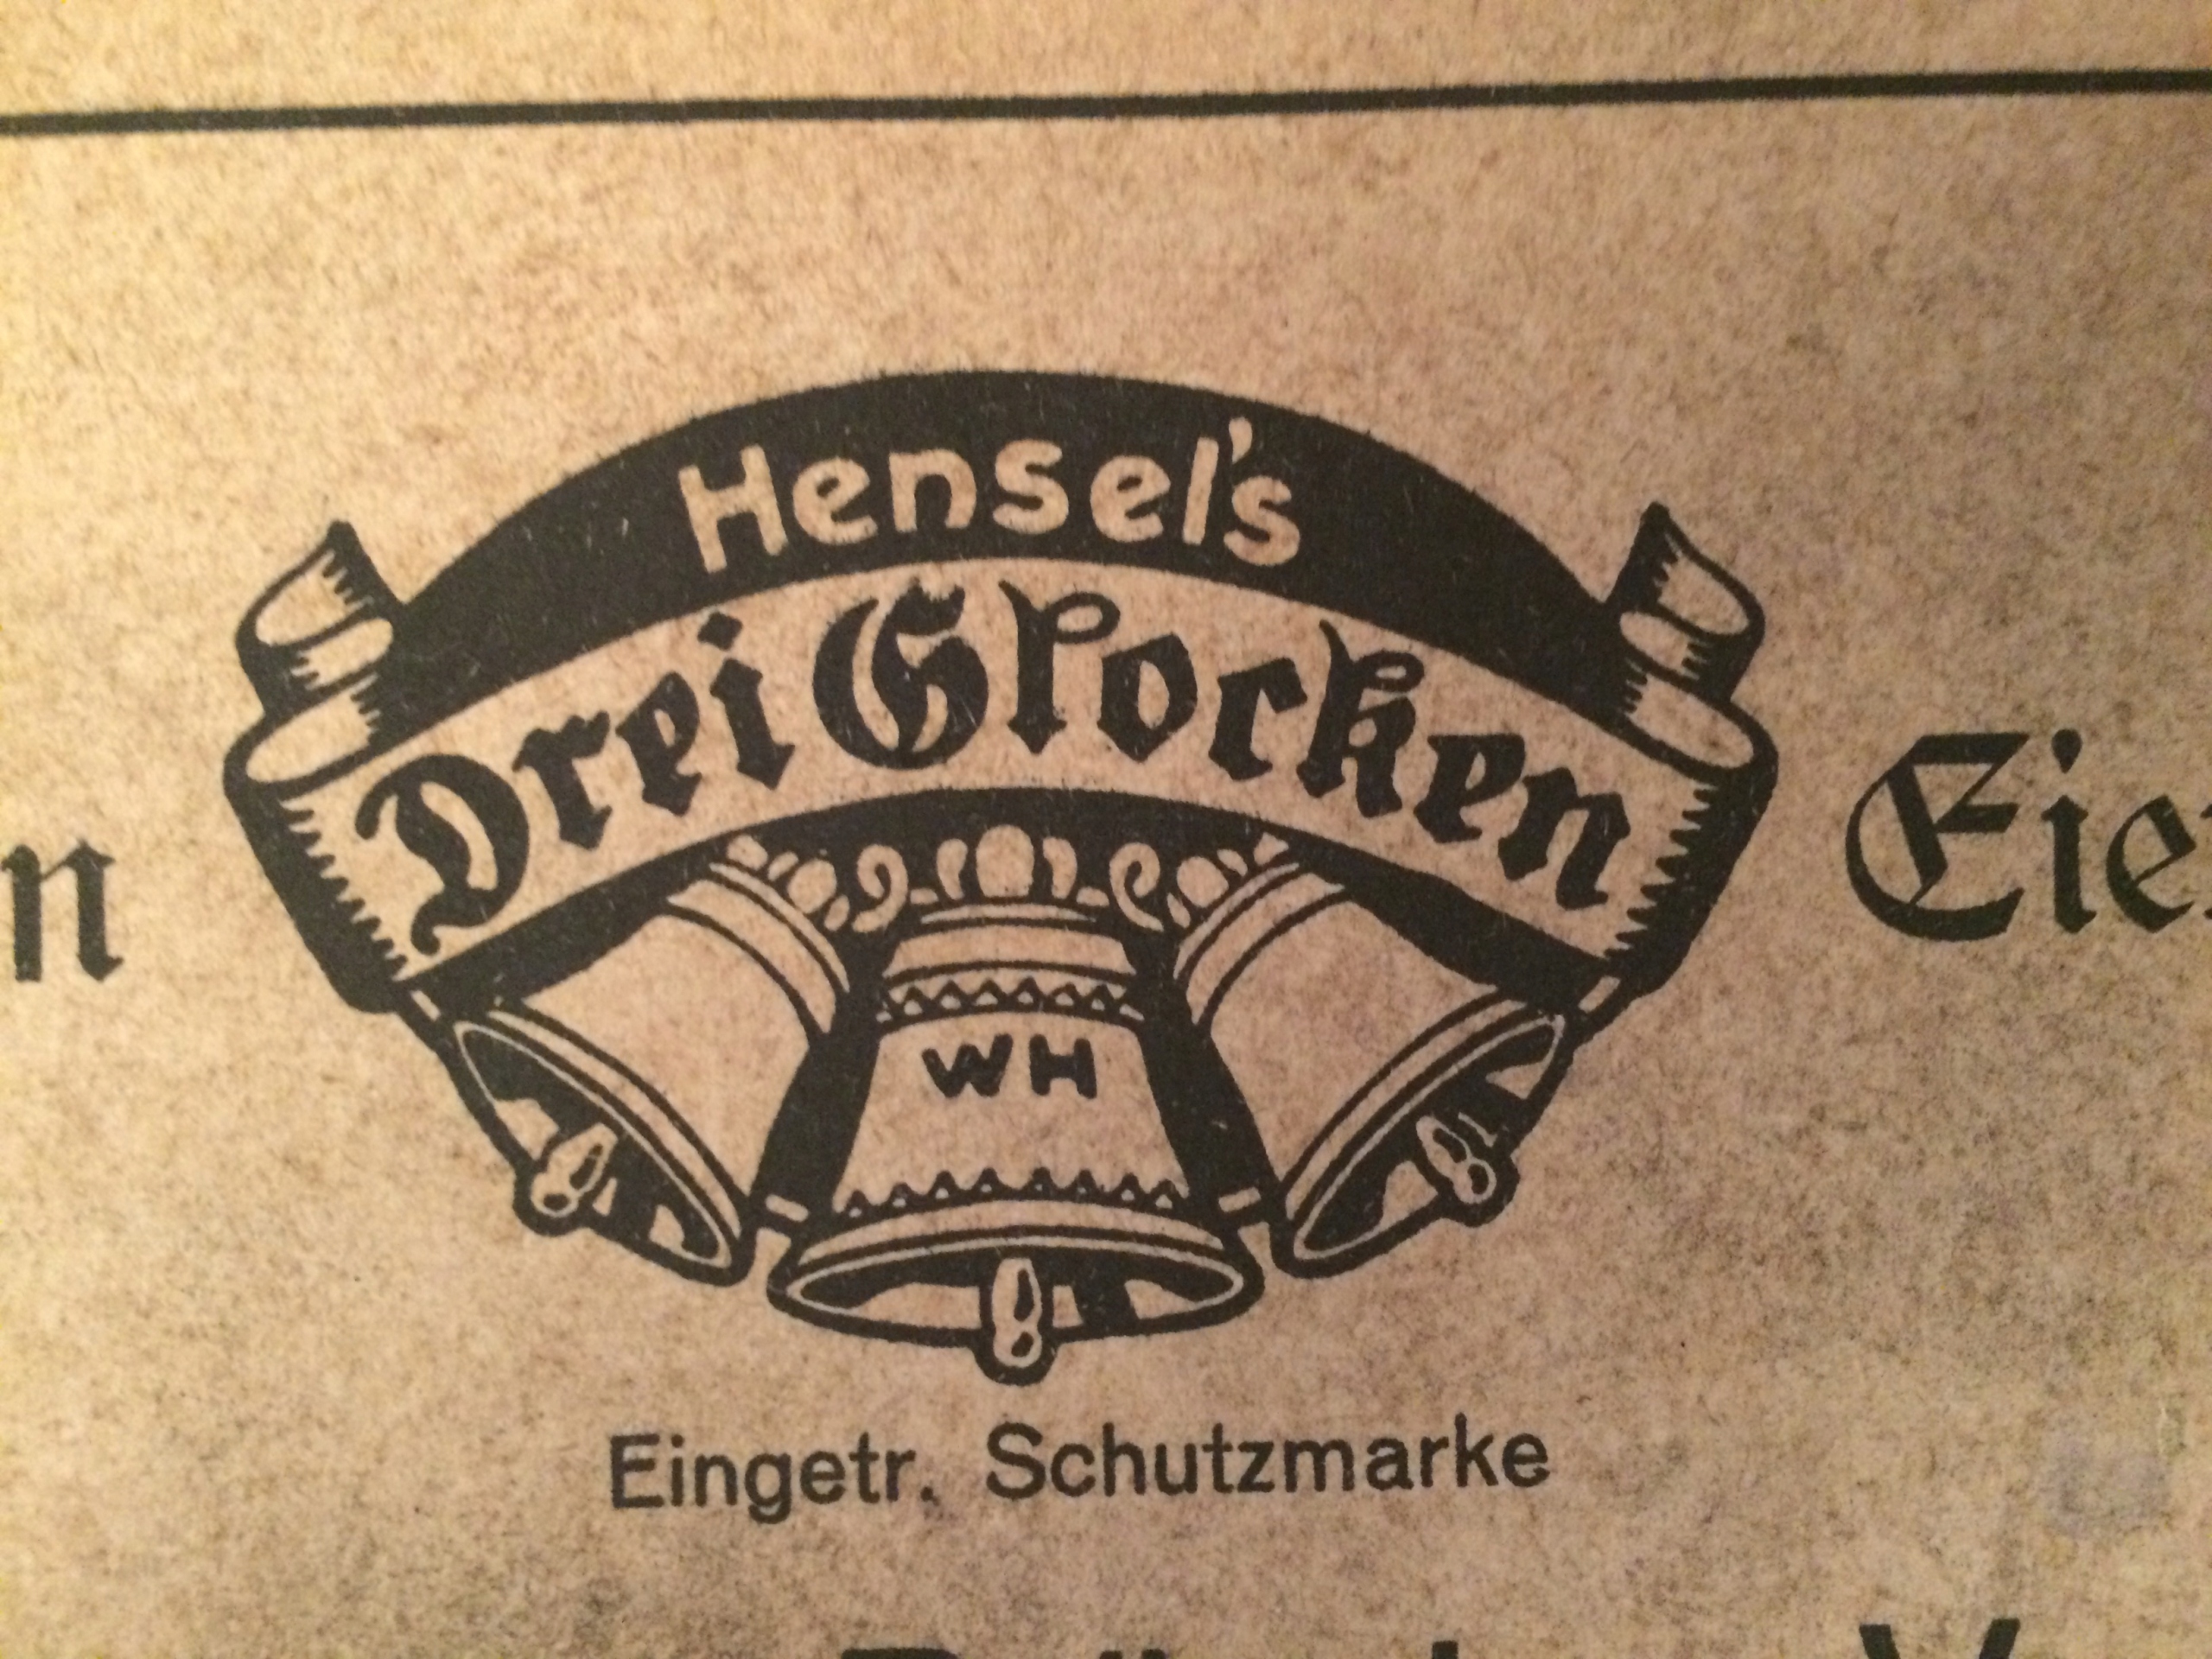 Hensel's
Drei Glocken
WH
Eingetr. Schutzmarke